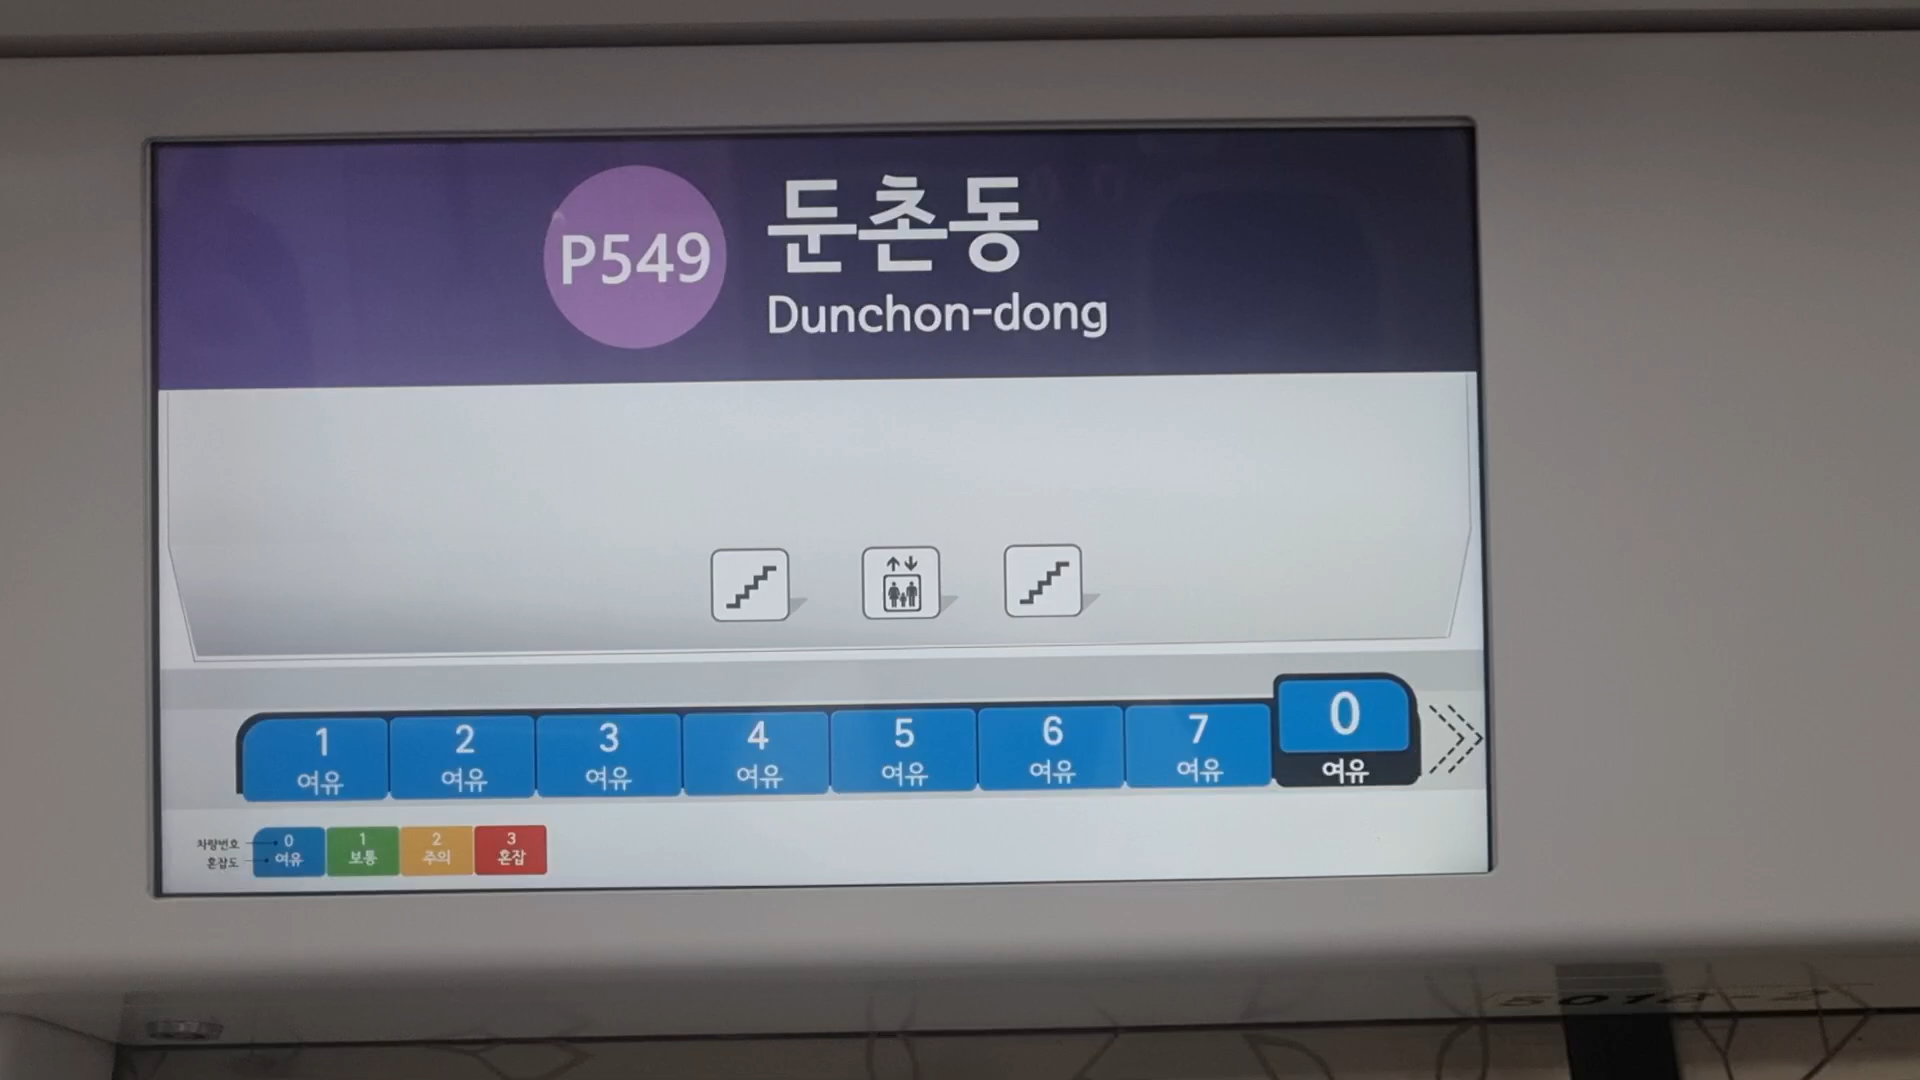 P549
둔촌동
Dunchon-dong
1 2 3 4 5 6 7 0
여유 여유 여유 여유 여유 여유 여유 여유
차량번호 0 1 2 3
혼잡도 여유 보통 주의 혼잡